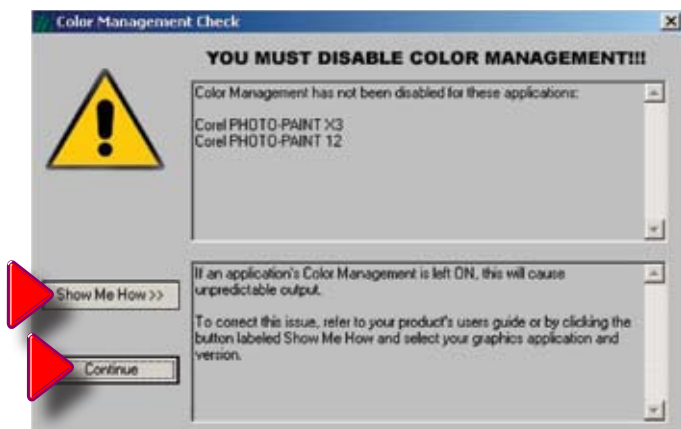 Color Management Check
YOU MUST DISABLE COLOR MANAGEMENT!!!
Color Management has not been disabled for these applications:
Corel PHOTO-PAINT X3
Corel PHOTO-PAINT 12
If an application's Color Management is left ON, this will cause
unpredictable output.
To correct this issue, refer to your product's users guide or by clicking the
button labeled Show Me How and select your graphics application and
version.
Show Me How >>
Continue